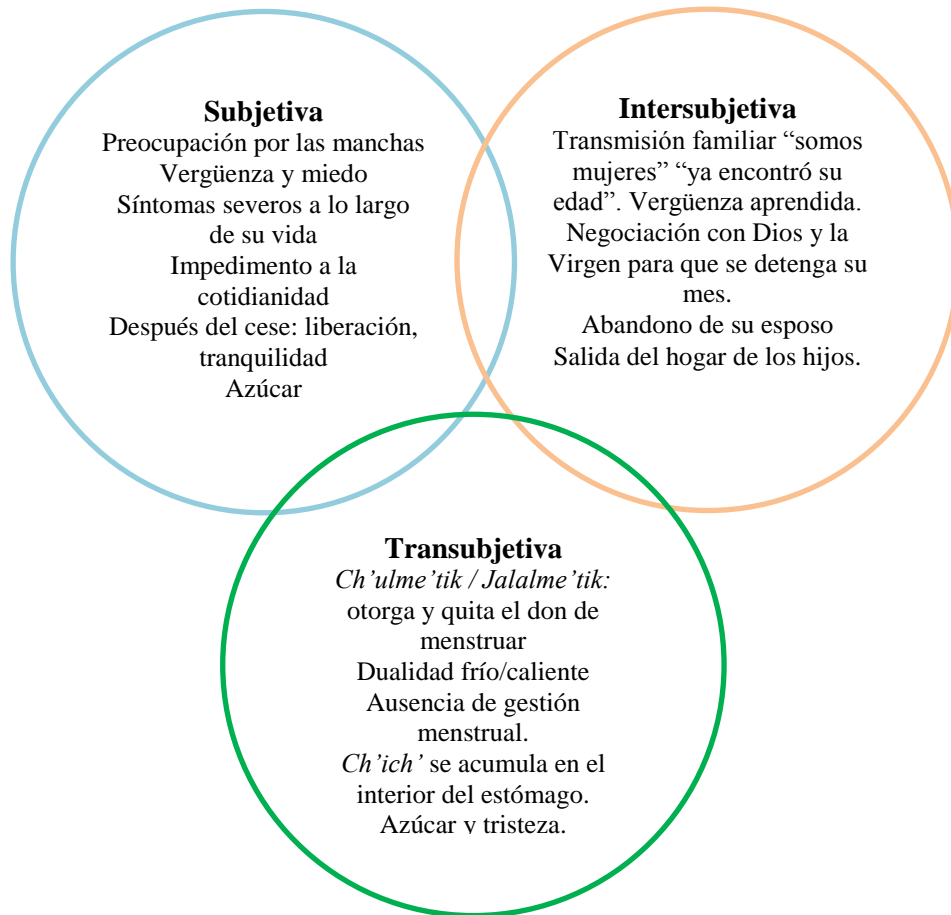 Subjetiva
Preocupación por las manchas
Vergüenza y miedo
Síntomas severos a lo largo
de su vida
Impedimento a la
cotidianidad
Después del cese: liberación,
tranquilidad
Azúcar
Intersubjetiva
Transmisión familiar “somos
mujeres” “ya encontró su
edad”. Vergüenza aprendida.
Negociación con Dios y la
Virgen para que se detenga su
mes.
Abandono de su esposo
Salida del hogar de los hijos.
Transubjetiva
Ch’ulme’tik / Jalalme’tik:
otorga y quita el don de
menstruar
Dualidad frío/caliente
Ausencia de gestión
menstrual.
Ch’ich’ se acumula en el
interior del estómago.
Azúcar y tristeza.